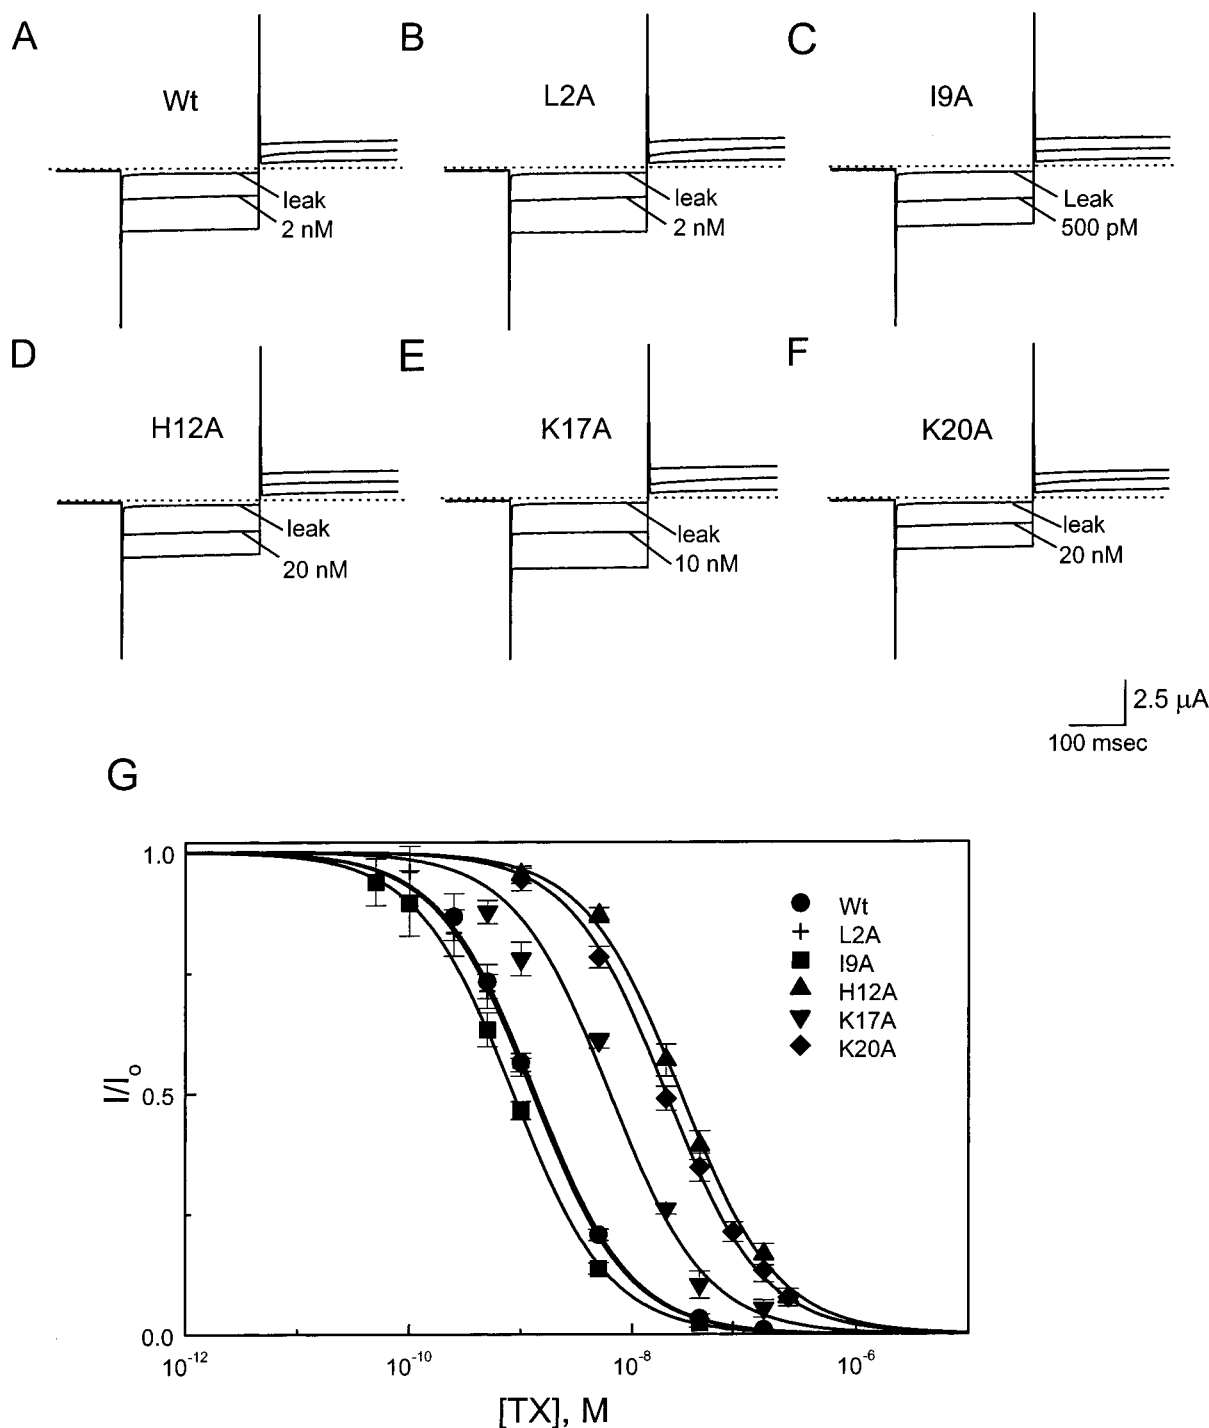 A
B
C
Wt
L2A
I9A
leak
2 nM
leak
2 nM
Leak
500 pM
D
E
F
H12A
K17A
K20A
leak
20 nM
leak
10 nM
leak
20 nM
2.5 μA
100 msec
G
1.0
0.5
0.0
I/Io
Wt
L2A
I9A
H12A
K17A
K20A
10-12
10-10
10-8
10-6
[TX], M